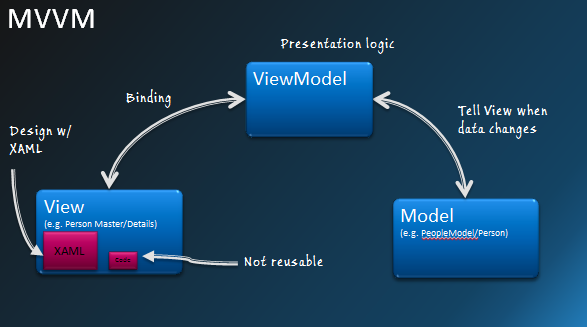 MVVM
Presentation logic
ViewModel
Binding
Tell View when
data changes
Design w/
XAML
View
(e.g. Person Master/Details)
XAML
Code
Not reusable
Model
(e.g. PeopleModel/Person)